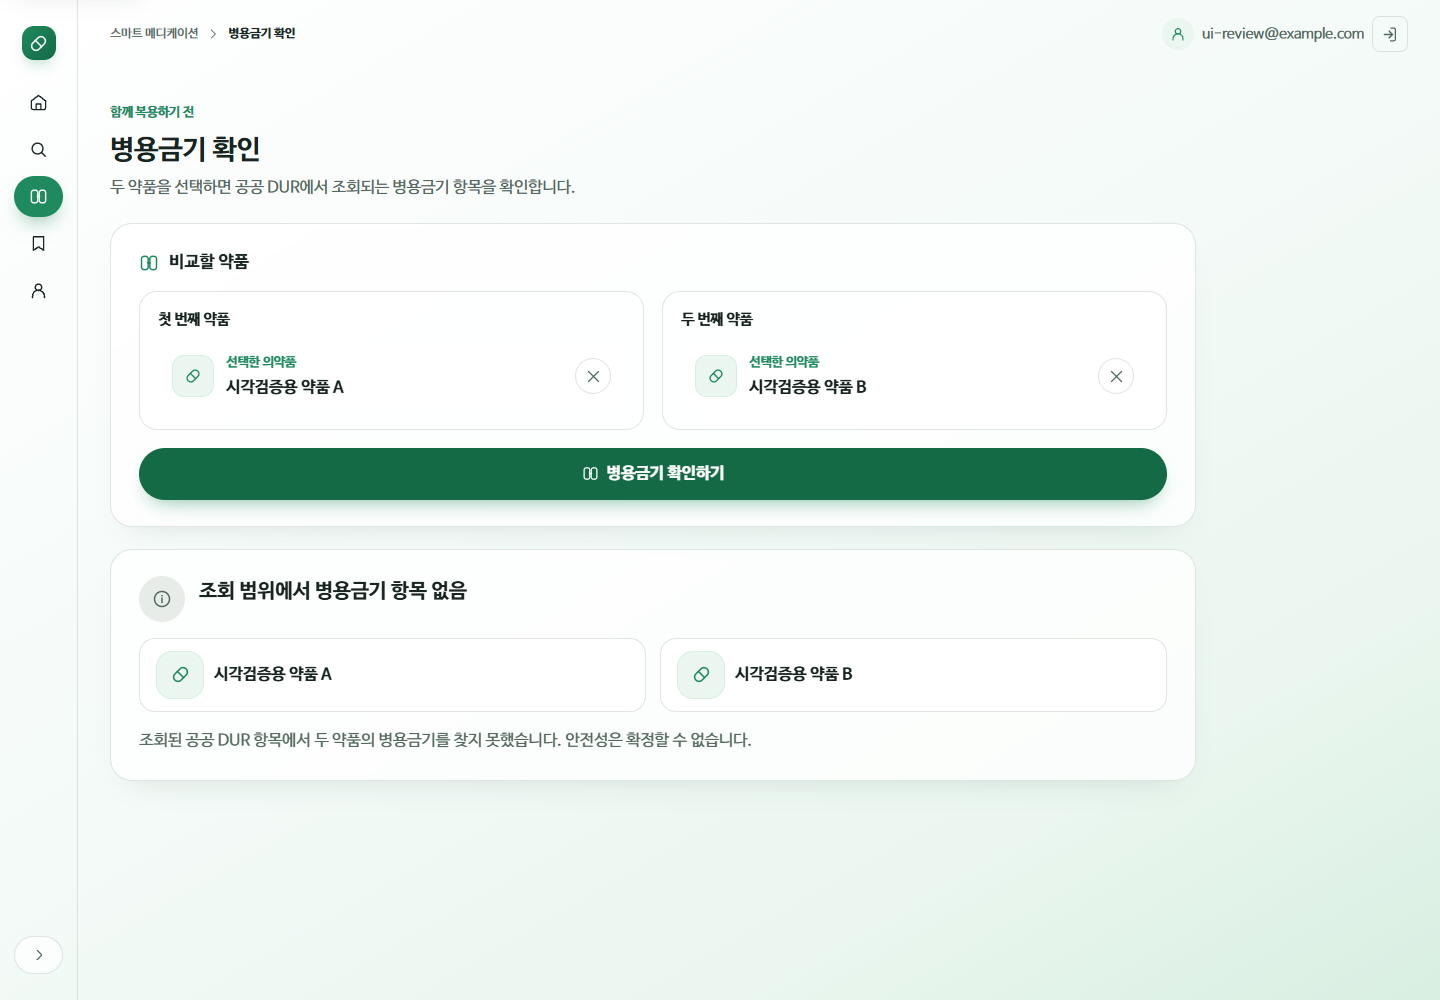 스마트 메디케이션 > 병용금기 확인
ui-review@example.com
함께 복용하기 전
병용금기 확인
두 약품을 선택하면 공공 DUR에서 조회되는 병용금기 항목을 확인합니다.
비교할 약품
첫 번째 약품
선택한 의약품
시각검증용 약품 A
두 번째 약품
선택한 의약품
시각검증용 약품 B
병용금기 확인하기
조회 범위에서 병용금기 항목 없음
시각검증용 약품 A
시각검증용 약품 B
조회된 공공 DUR 항목에서 두 약품의 병용금기를 찾지 못했습니다. 안전성은 확정할 수 없습니다.